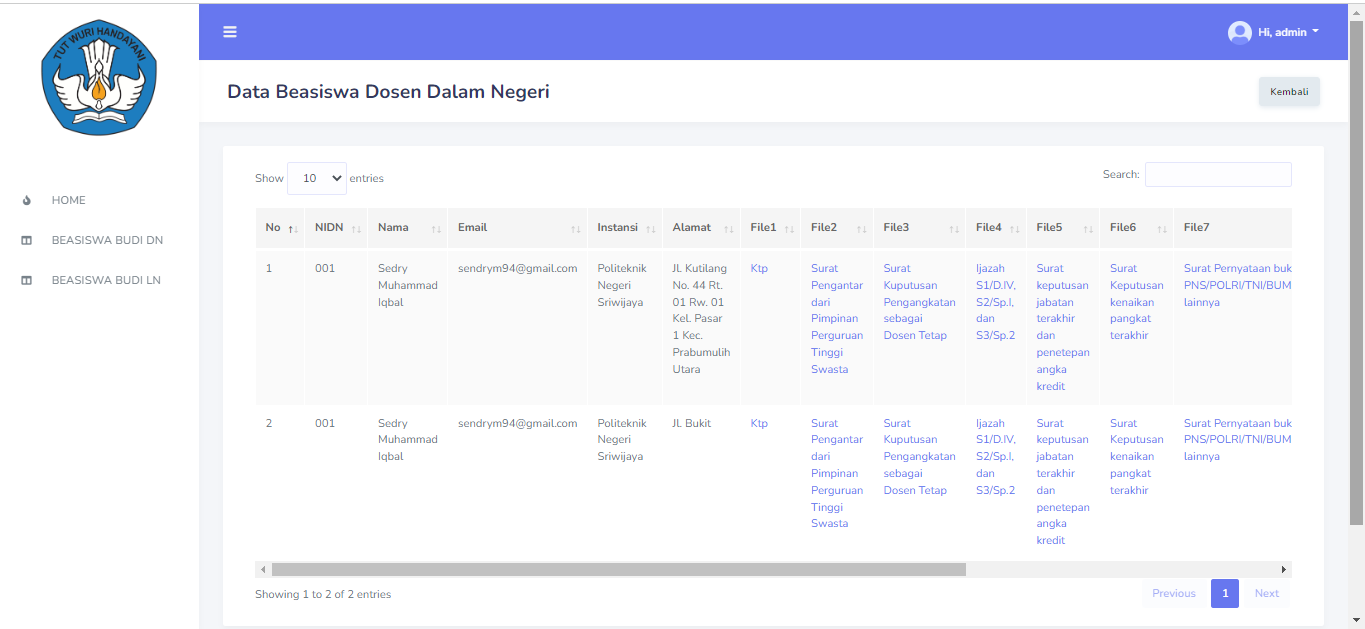 TUT WURI HANDAYANI
Hi, admin
Data Beasiswa Dosen Dalam Negeri
Kembali
HOME
BEASISWA BUDI DN
BEASISWA BUDI LN
Show 10 entries
Search:
No NIDN Nama Email Instansi Alamat File1 File2 File3 File4 File5 File6 File7
1
001
Sedry
Muhammad
Iqbal
sendrym94@gmail.com
Politeknik
Negeri
Sriwijaya
Jl. Kutilang
No. 44 Rt.
01 Rw. 01
Kel. Pasar
1 Kec.
Prabumulih
Utara
Ktp
Surat
Pengantar
dari
Pimpinan
Perguruan
Tinggi
Swasta
Surat
Kuputusan
Pengangkatan
sebagai
Dosen Tetap
Ijazah
S1/D.IV,
S2/Sp.I,
dan
S3/Sp.2
Surat
keputusan
jabatan
terakhir
dan
penetepan
angka
kredit
Surat
Keputusan
kenaikan
pangkat
terakhir
Surat Pernyataan buk
PNS/POLRI/TNI/BUM
lainnya
2
001
Sedry
Muhammad
Iqbal
sendrym94@gmail.com
Politeknik
Negeri
Sriwijaya
Jl. Bukit
Ktp
Surat
Pengantar
dari
Pimpinan
Perguruan
Tinggi
Swasta
Surat
Kuputusan
Pengangkatan
sebagai
Dosen Tetap
Ijazah
S1/D.IV,
S2/Sp.I,
dan
S3/Sp.2
Surat
keputusan
jabatan
terakhir
dan
penetepan
angka
kredit
Surat
Keputusan
kenaikan
pangkat
terakhir
Surat Pernyataan buk
PNS/POLRI/TNI/BUM
lainnya
Showing 1 to 2 of 2 entries
Previous 1 Next